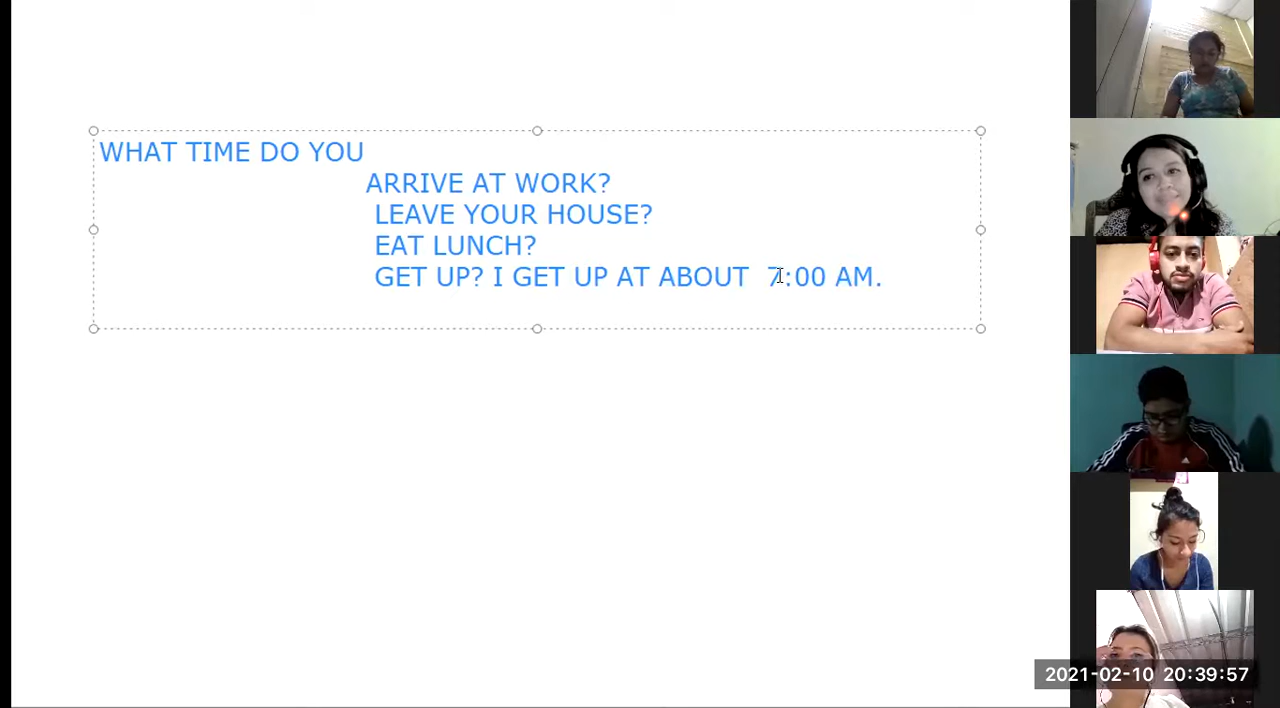 WHAT TIME DO YOU
ARRIVE AT WORK?
LEAVE YOUR HOUSE?
EAT LUNCH?
GET UP? I GET UP AT ABOUT 7:00 AM.
2021-02-10 20:39:57